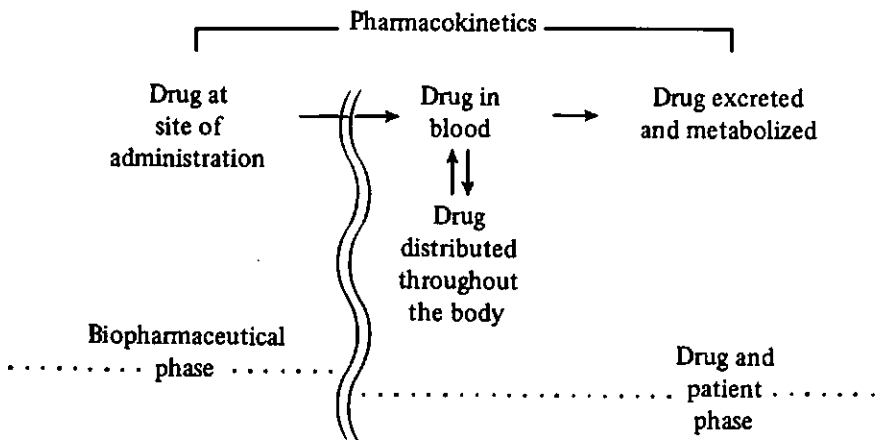 Pharmacokinetics
Drug at
site of
administration
Drug in
blood
Drug excreted
and metabolized
Drug
distributed
throughout
the body
Biopharmaceutical
phase
Drug and
patient
phase